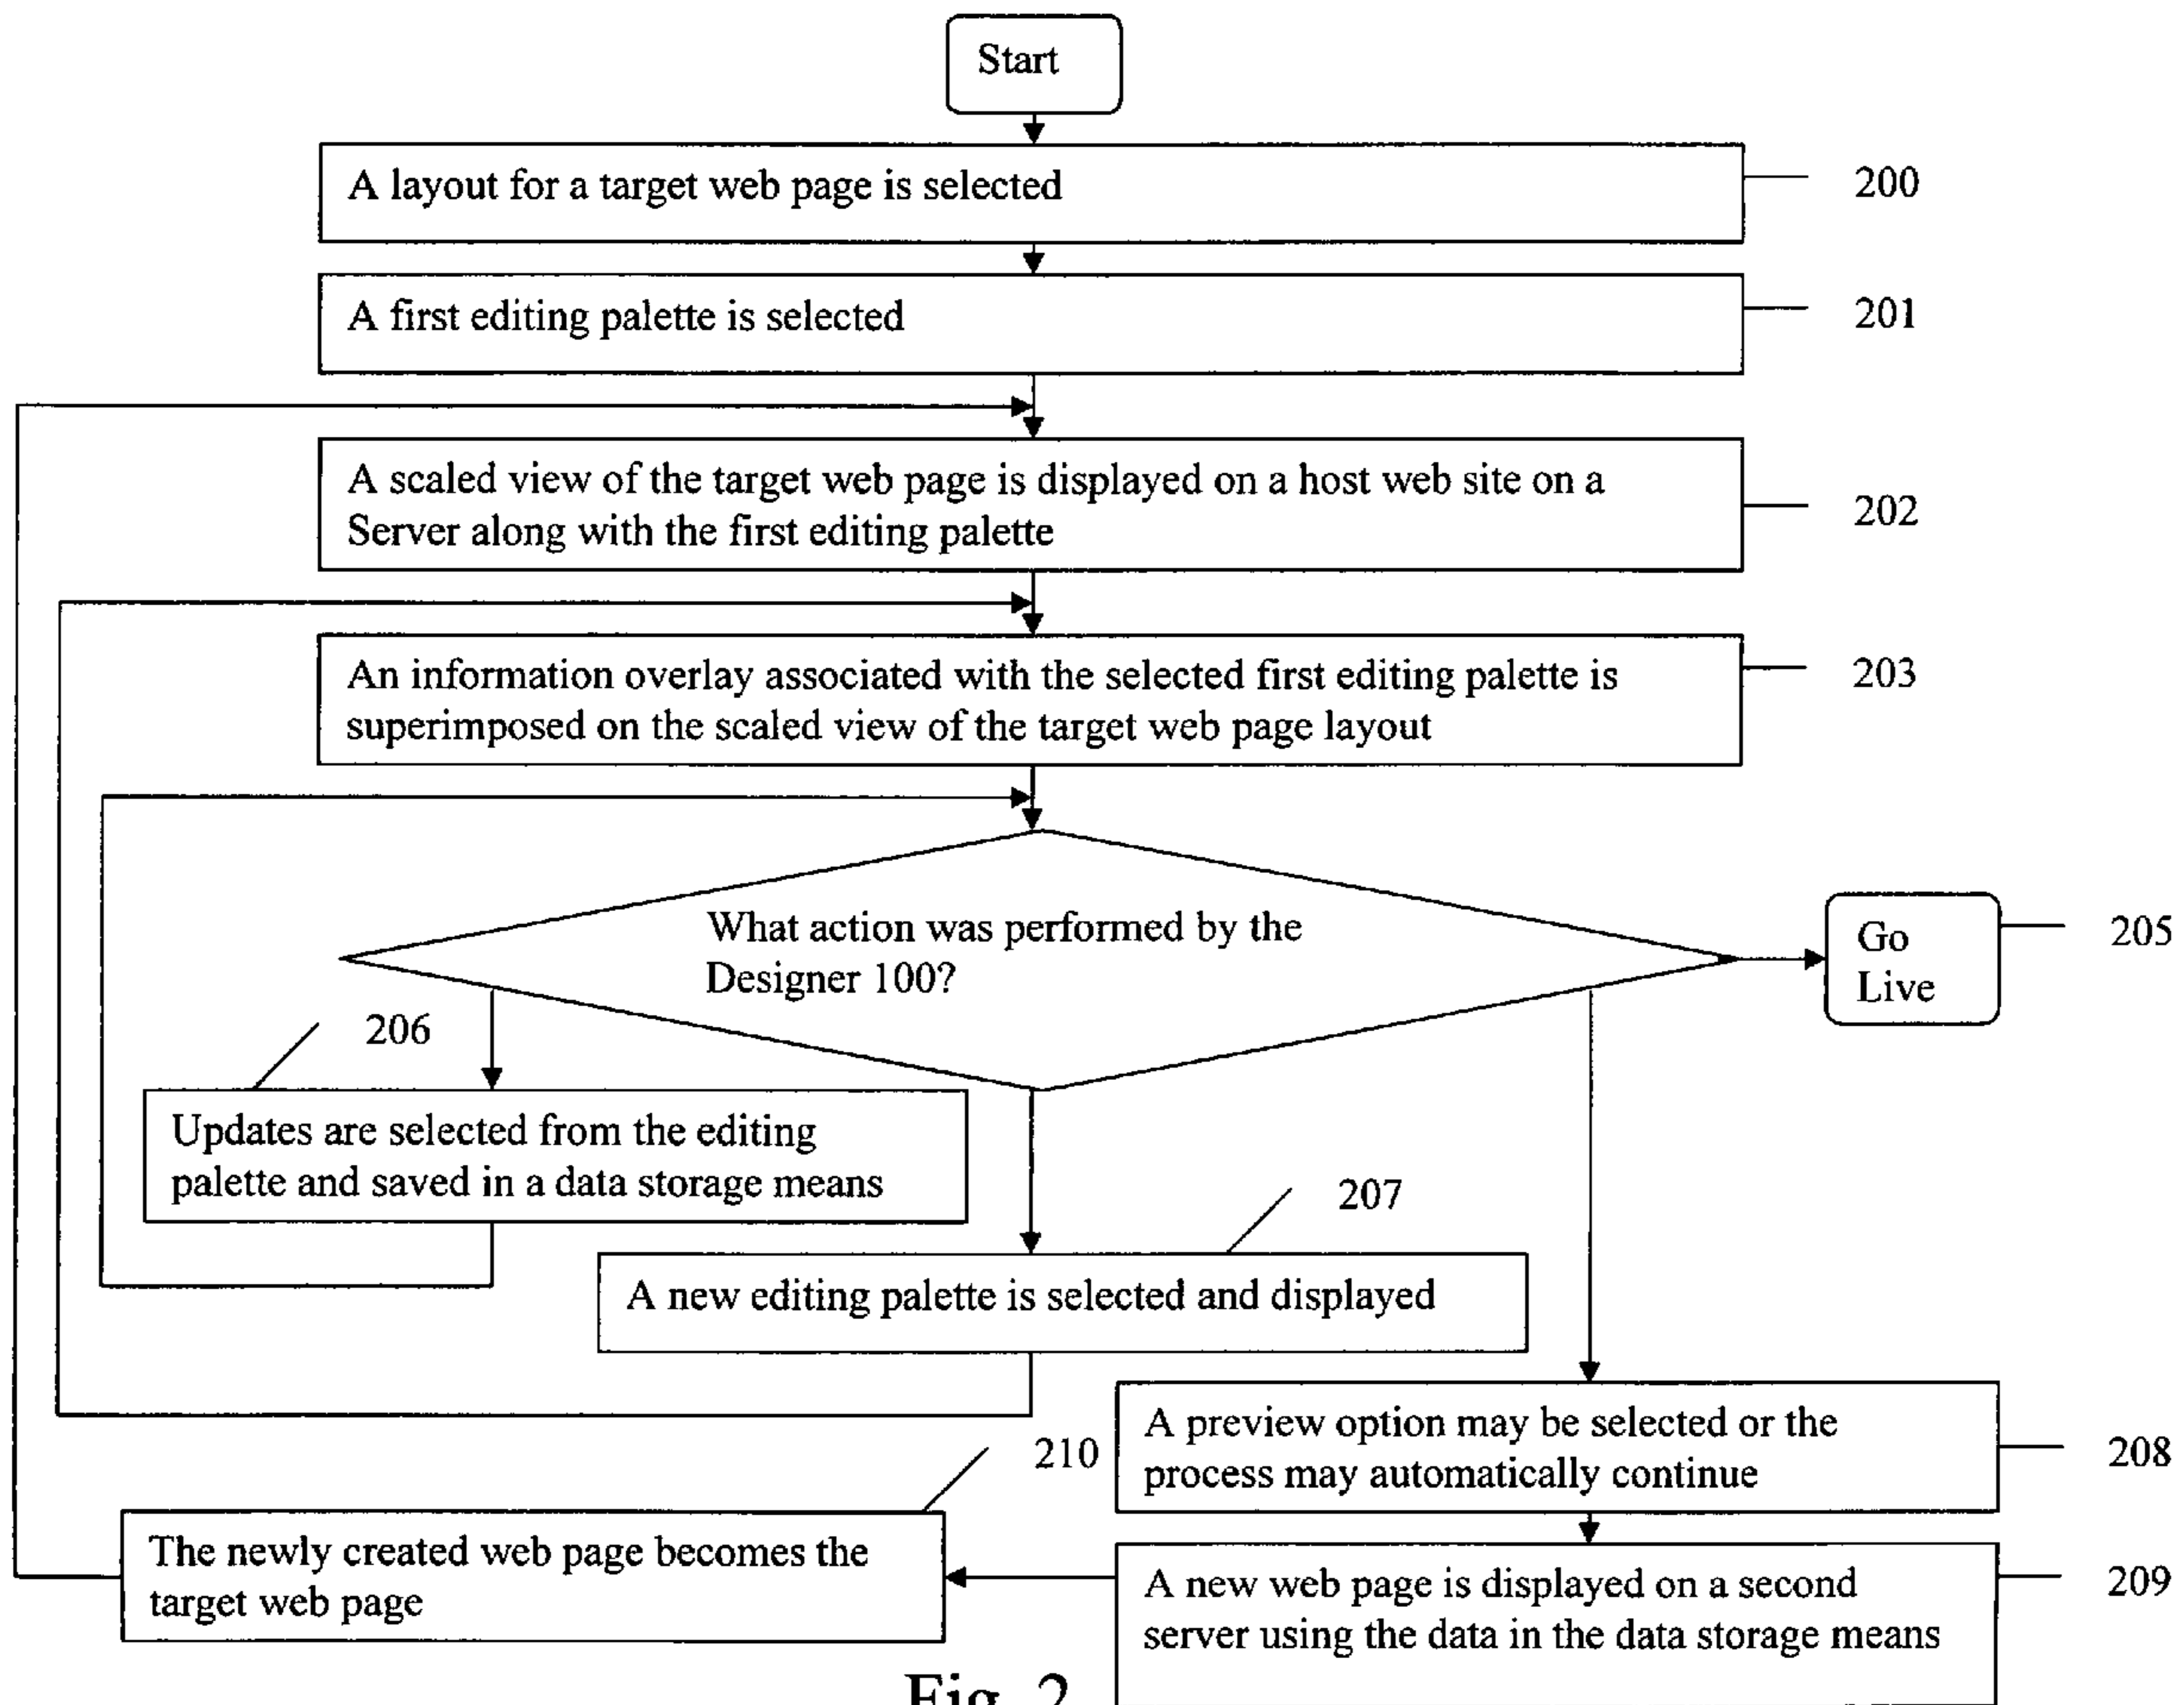 Start
A layout for a target web page is selected
200
A first editing palette is selected
201
A scaled view of the target web page is displayed on a host web site on a
Server along with the first editing palette
202
An information overlay associated with the selected first editing palette is
superimposed on the scaled view of the target web page layout
203
What action was performed by the
Designer 100?
Go
Live
205
206
Updates are selected from the editing
palette and saved in a data storage means
207
A new editing palette is selected and displayed
A preview option may be selected or the
process may automatically continue
208
210
The newly created web page becomes the
target web page
A new web page is displayed on a second
server using the data in the data storage means
209
Fig. 2